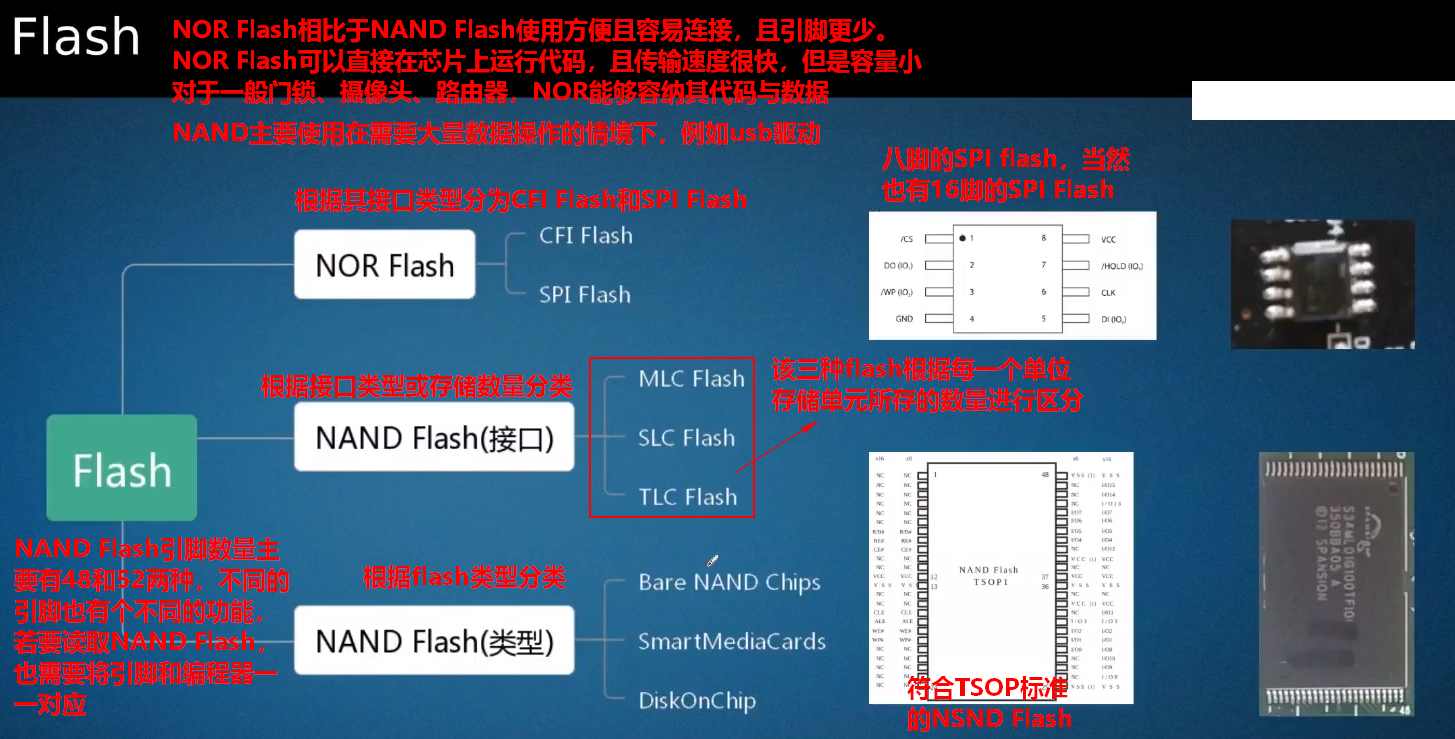 Flash
NOR Flash相比于NAND Flash使用方便且容易连接，且引脚更少。
NOR Flash可以直接在芯片上运行代码，且传输速度很快，但是容量小
对于一般门锁、摄像头、路由器，NOR能够容纳其代码与数据
NAND主要使用在需要大量数据操作的情境下，例如usb驱动
八脚的SPI flash，当然
也有16脚的SPI Flash
根据其接口类型分为CFI Flash和SPI Flash
NOR Flash
CFI Flash
SPI Flash
/CS 1 8 VCC
DO (IO₁) 2 7 /HOLD (IO₃)
/WP (IO₂) 3 6 CLK
GND 4 5 DI (IO₀)
根据接口类型或存储数量分类
NAND Flash(接口)
MLC Flash
SLC Flash
TLC Flash
该三种flash根据每一个单位
存储单元所存的数量进行区分
Flash
NAND Flash引脚数量主
要有48和52两种，不同的
引脚也有个不同的功能，
若要读取NAND Flash，
也需要将引脚和编程器一
一对应
根据flash类型分类
NAND Flash(类型)
Bare NAND Chips
SmartMediaCards
DiskOnChip
x16 x8 x8 x16
1 48
NAND Flash
TSOP1
12 37
13 36
符合TSOP标准
的NSND Flash
S34ML01G100TFI01
350BBA05 A
©12 SPANSION
48